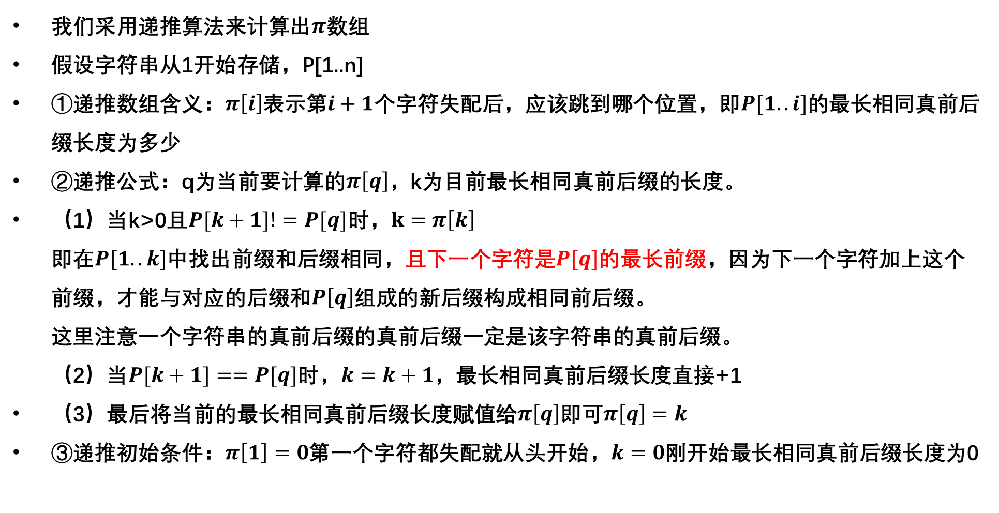 • 我们采用递推算法来计算出π数组
• 假设字符串从1开始存储，P[1..n]
• ①递推数组含义：π[i]表示第i + 1个字符失配后，应该跳到哪个位置，即P[1..i]的最长相同真前后
缀长度为多少
• ②递推公式：q为当前要计算的π[q]，k为目前最长相同真前后缀的长度。
• （1）当k>0且P[k + 1]! = P[q]时，k = π[k]
即在P[1..k]中找出前缀和后缀相同，且下一个字符是P[q]的最长前缀，因为下一个字符加上这个
前缀，才能与对应的后缀和P[q]组成的新后缀构成相同前后缀。
这里注意一个字符串的真前后缀的真前后缀一定是该字符串的真前后缀。
（2）当P[k + 1] == P[q]时，k = k + 1，最长相同真前后缀长度直接+1
• （3）最后将当前的最长相同真前后缀长度赋值给π[q]即可π[q] = k
• ③递推初始条件：π[1] = 0第一个字符都失配就从头开始，k = 0刚开始最长相同真前后缀长度为0